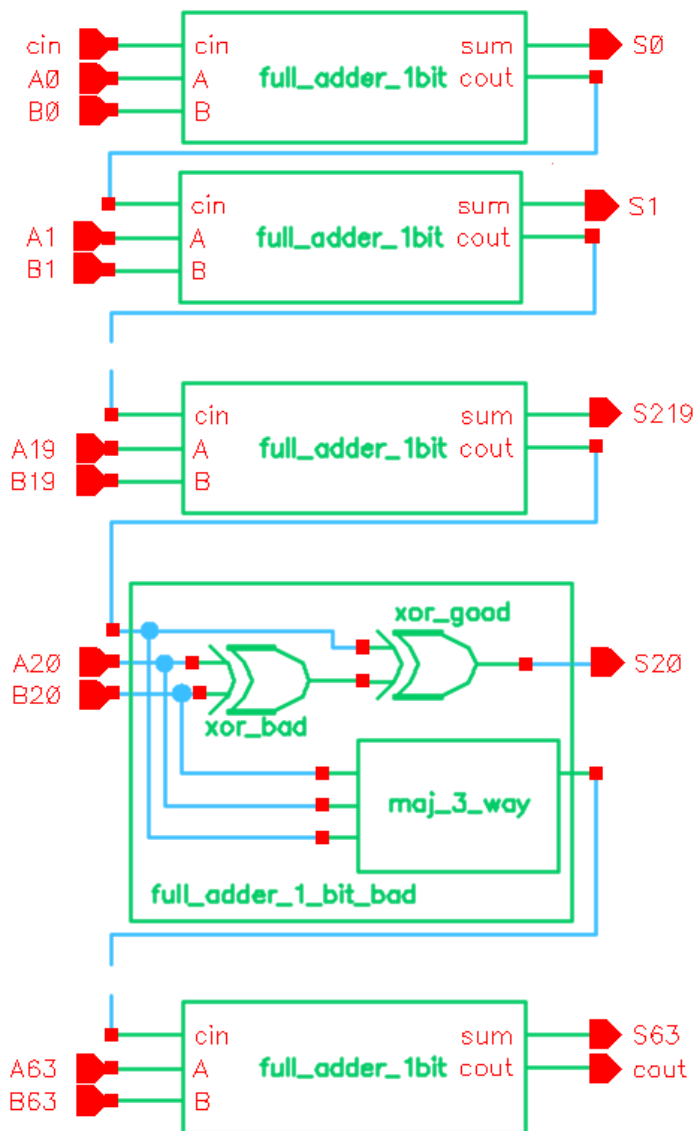 cin cin sum S0
A0 A full_adder_1bit cout
B0 B
cin sum S1
A1 A full_adder_1bit cout
B1 B
cin sum S219
A19 A full_adder_1bit cout
B19 B
xor_good
A20 S20
B20
xor_bad
maj_3_way
full_adder_1_bit_bad
cin sum S63
A63 A full_adder_1bit cout cout
B63 B